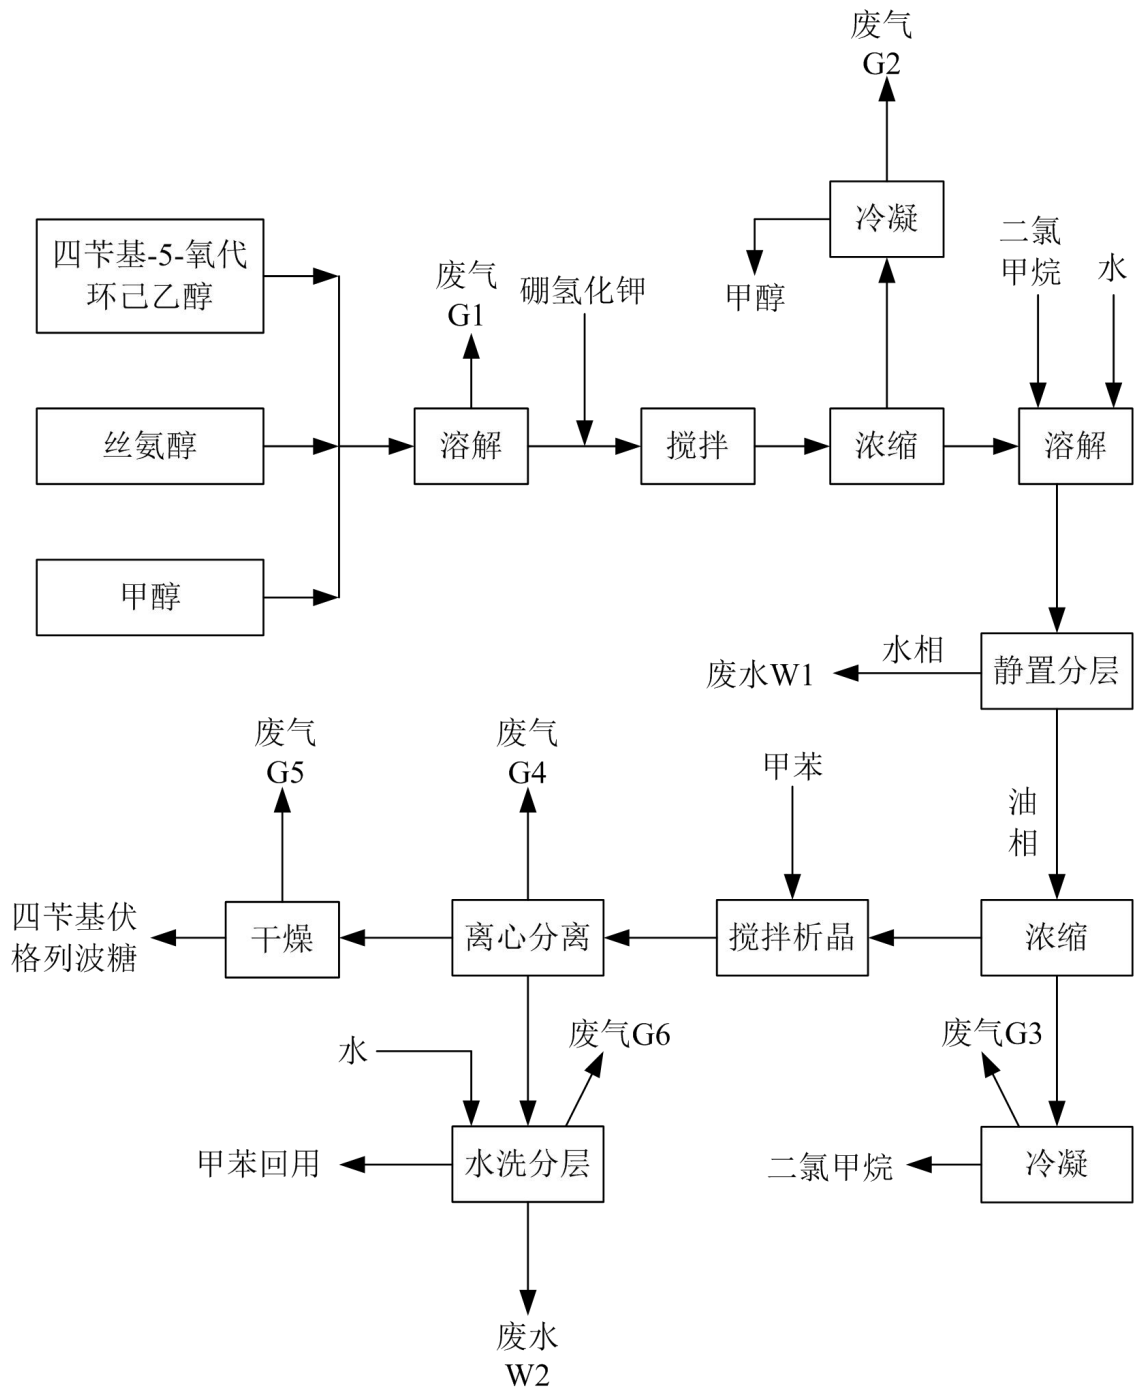 废气
G2
冷凝
四苄基-5-氧代
环己乙醇
废气
G1
硼氢化钾
甲醇
二氯
甲烷
水
丝氨醇
溶解
搅拌
浓缩
溶解
甲醇
水相
废水W1
静置分层
废气
G5
废气
G4
甲苯
油
相
四苄基伏
格列波糖
干燥
离心分离
搅拌析晶
浓缩
水
废气G6
废气G3
甲苯回用
水洗分层
二氯甲烷
冷凝
废水
W2